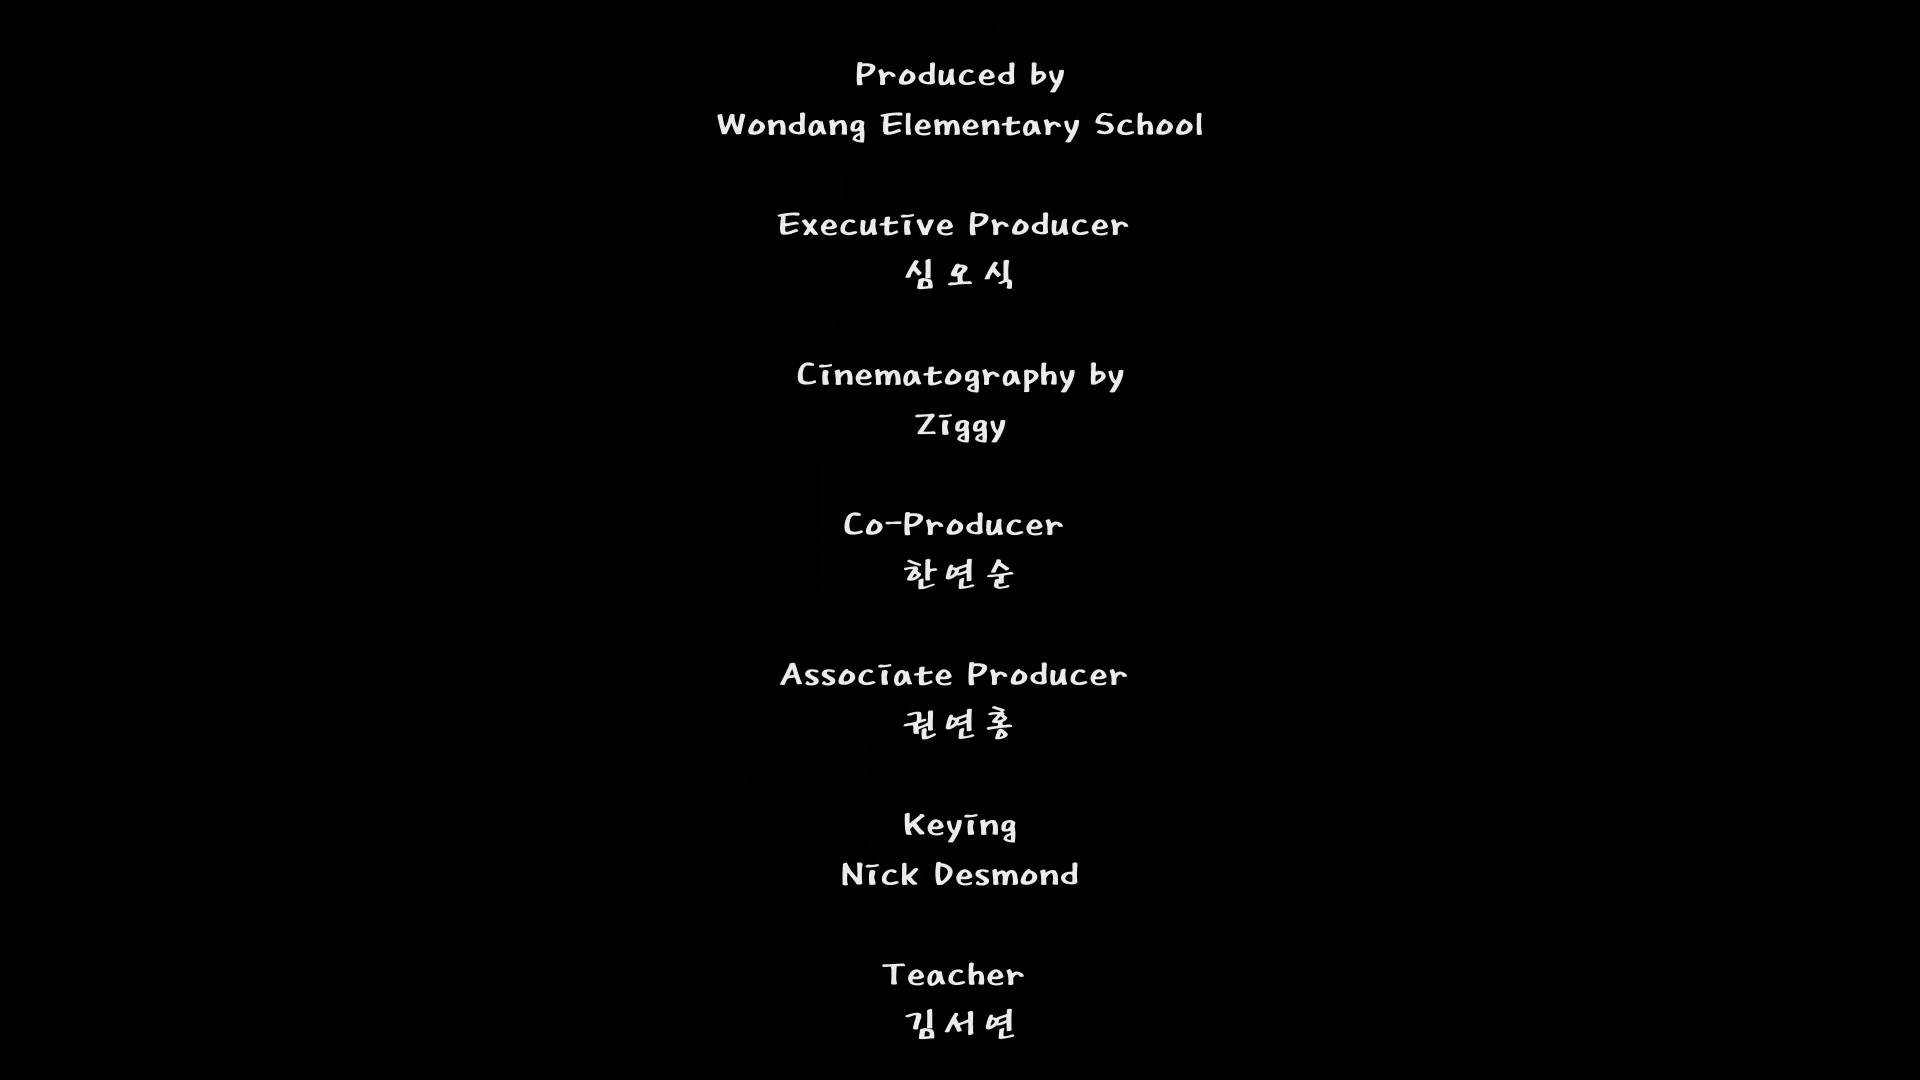 Produced by
Wondang Elementary School
Executive Producer
심 오 식
Cinematography by
Ziggy
Co-Producer
한 연 순
Associate Producer
권 연 홍
Keying
Nick Desmond
Teacher
김 서 연